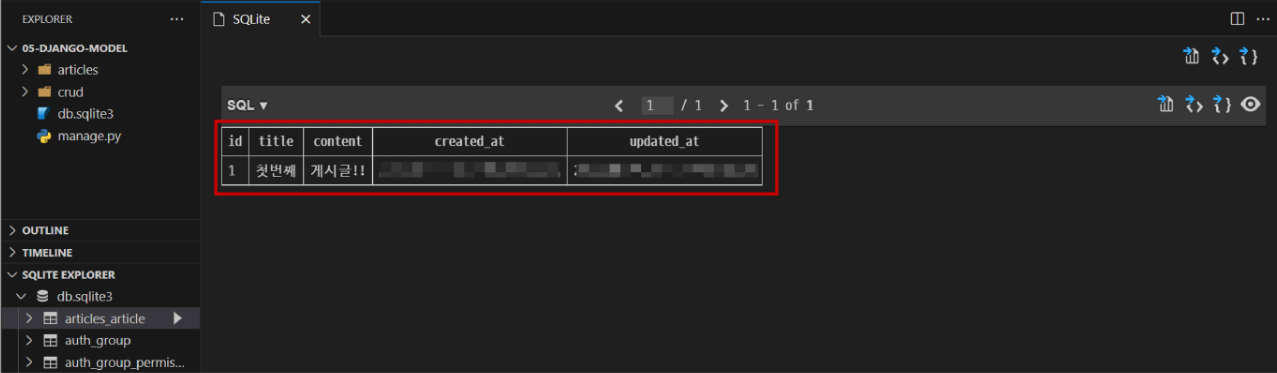 EXPLORER ···
05-DJANGO-MODEL
articles
crud
db.sqlite3
manage.py
OUTLINE
TIMELINE
SQLITE EXPLORER
db.sqlite3
articles_article
auth_group
auth_group_permis...
SQLite ×
SQL ▼ < 1 / 1 > 1 - 1 of 1
id title content created_at updated_at
1 첫번째 게시글!!